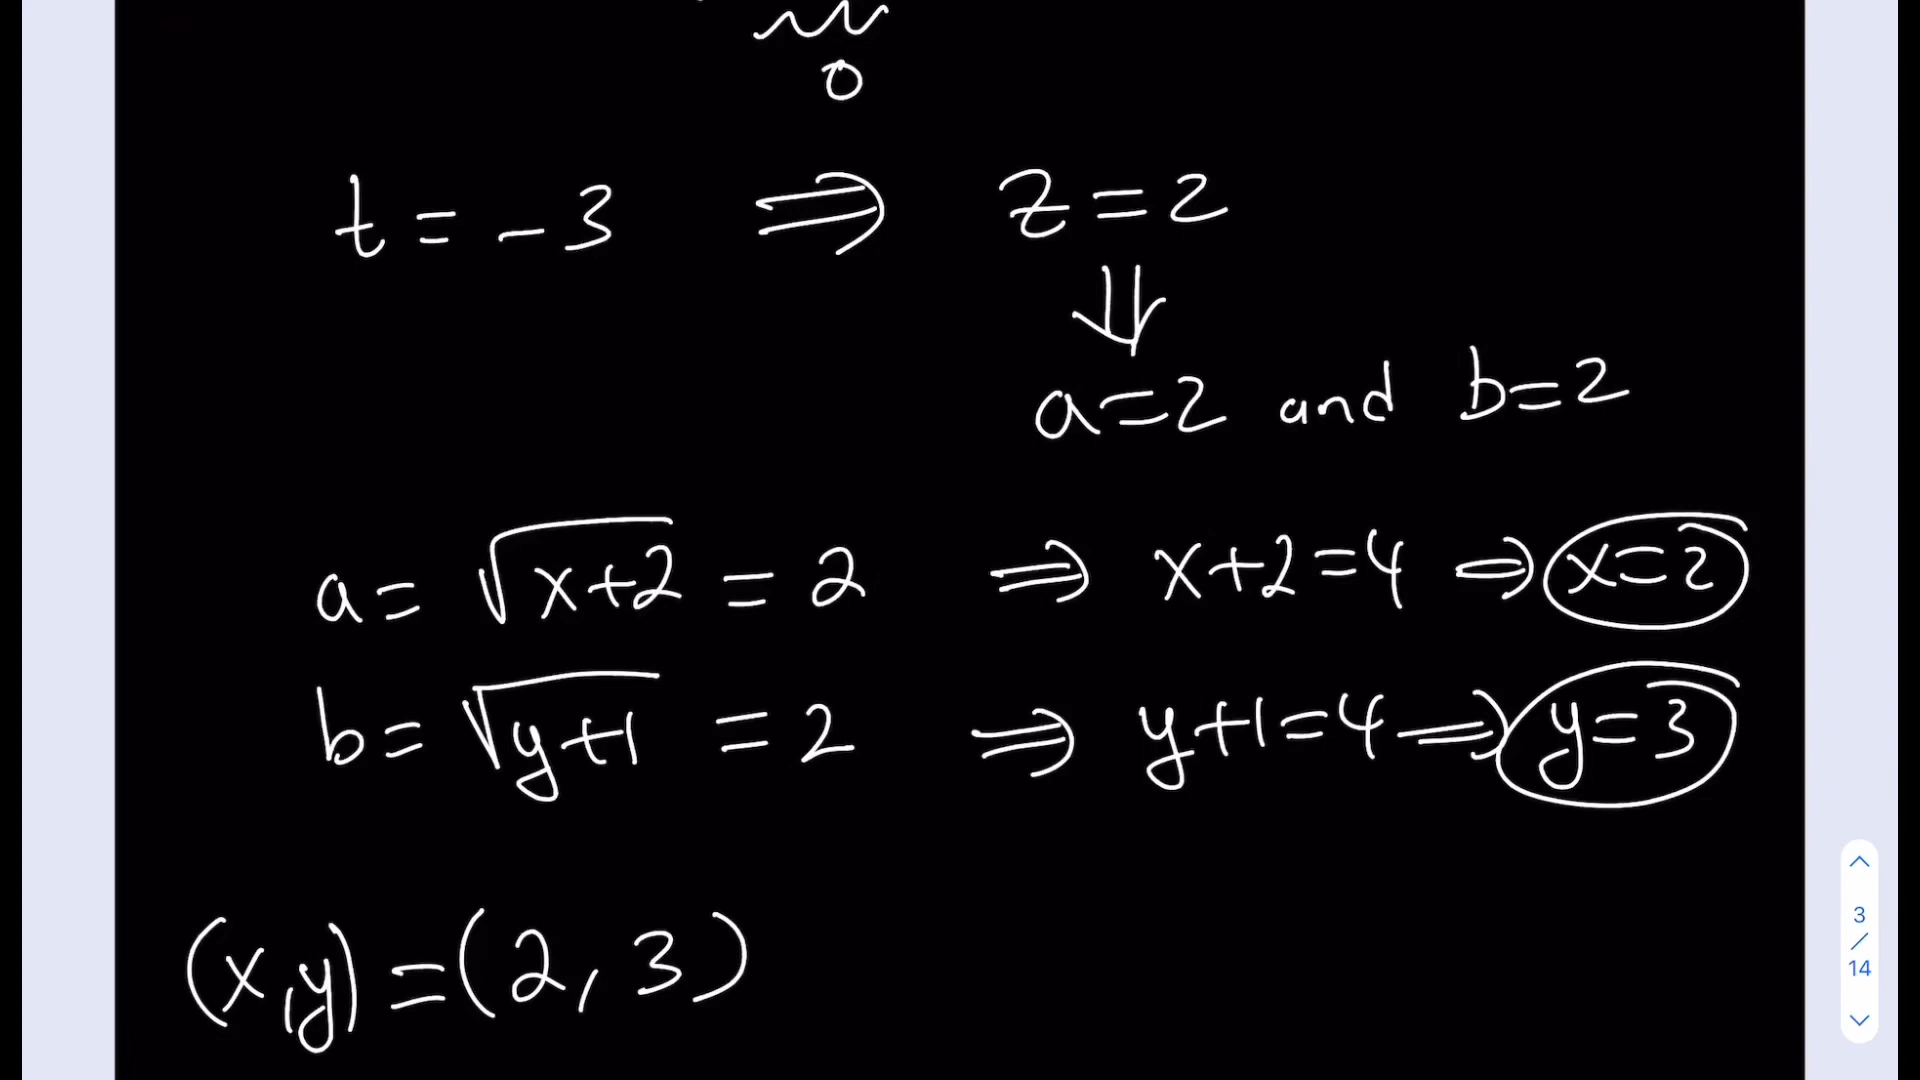 0
t = -3 ⟹ z = 2
⇓
a = 2 and b = 2
a = √(x+2) = 2 ⟹ x+2 = 4 ⟹ x = 2
b = √(y+1) = 2 ⟹ y+1 = 4 ⟹ y = 3
(x,y) = (2, 3)
3
/
14